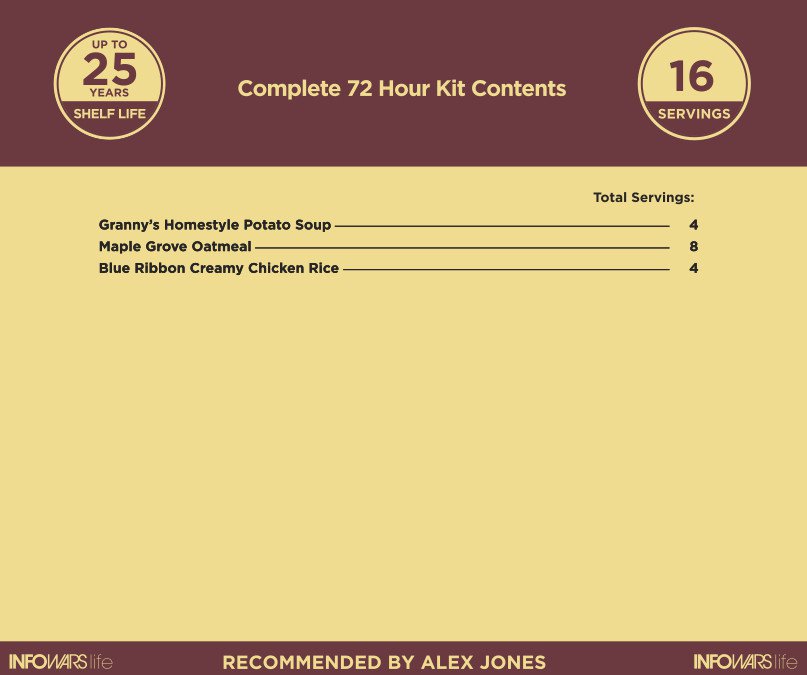 UP TO
25
YEARS
SHELF LIFE
Complete 72 Hour Kit Contents
16
SERVINGS
Total Servings:
Granny's Homestyle Potato Soup 4
Maple Grove Oatmeal 8
Blue Ribbon Creamy Chicken Rice 4
INFOWARS life RECOMMENDED BY ALEX JONES INFOWARS life